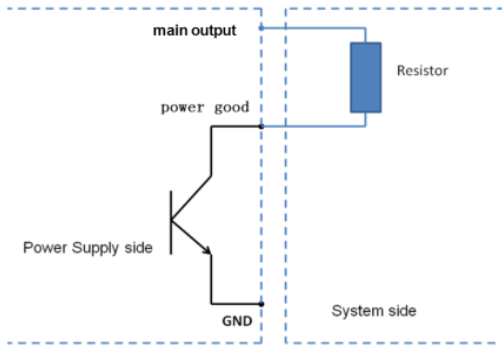 main output
Resistor
power good
Power Supply side
GND
System side